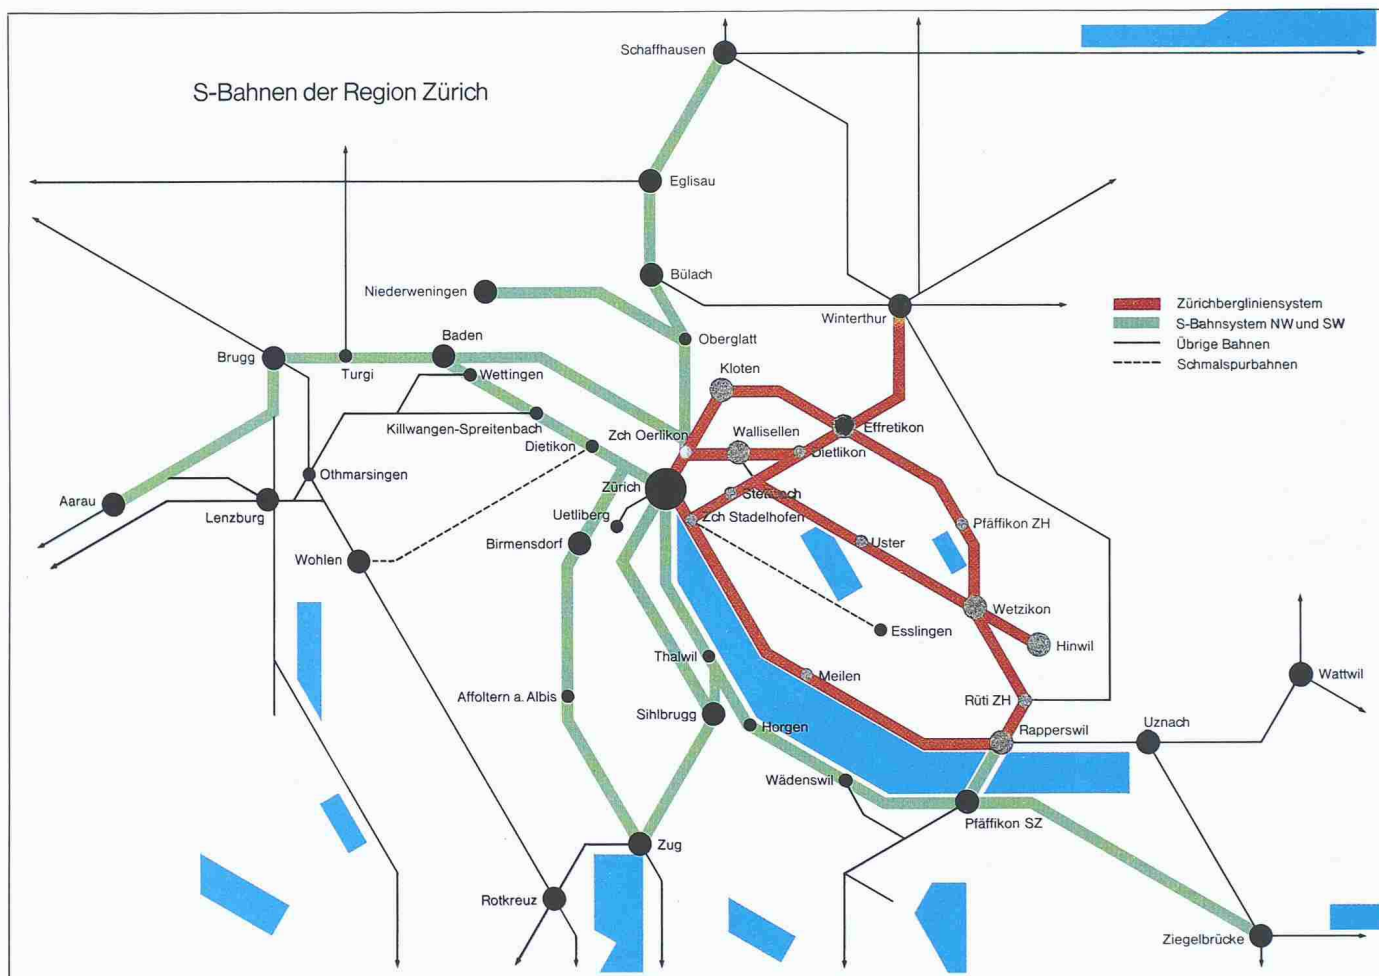 Schaffhausen
S-Bahnen der Region Zürich
Eglisau
Bülach
Niederweningen
Winterthur
Zürichbergliniensystem
S-Bahnsystem NW und SW
Übrige Bahnen
Schmalspurbahnen
Oberglatt
Baden
Brugg
Turgi
Wettingen
Kloten
Killwangen-Spreitenbach
Zch Oerlikon
Wallisellen
Effretikon
Dietikon
Dietlikon
Othmarsingen
Zürich
Stettbach
Aarau
Lenzburg
Uetliberg
Zch Stadelhofen
Pfäffikon ZH
Birmensdorf
Uster
Wohlen
Wetzikon
Esslingen
Hinwil
Thalwil
Meilen
Wattwil
Affoltern a. Albis
Sihlbrugg
Rüti ZH
Horgen
Rapperswil
Uznach
Wädenswil
Pfäffikon SZ
Zug
Rotkreuz
Ziegelbrücke